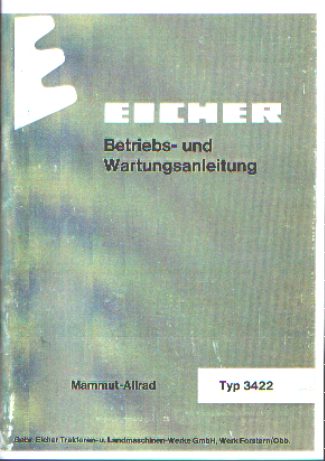 EICHER
Betriebs- und
Wartungsanleitung
Mammut-Allrad
Typ 3422
Gebr. Eicher Traktoren- u. Landmaschinen-Werke GmbH, Werk Forstern/Obb.